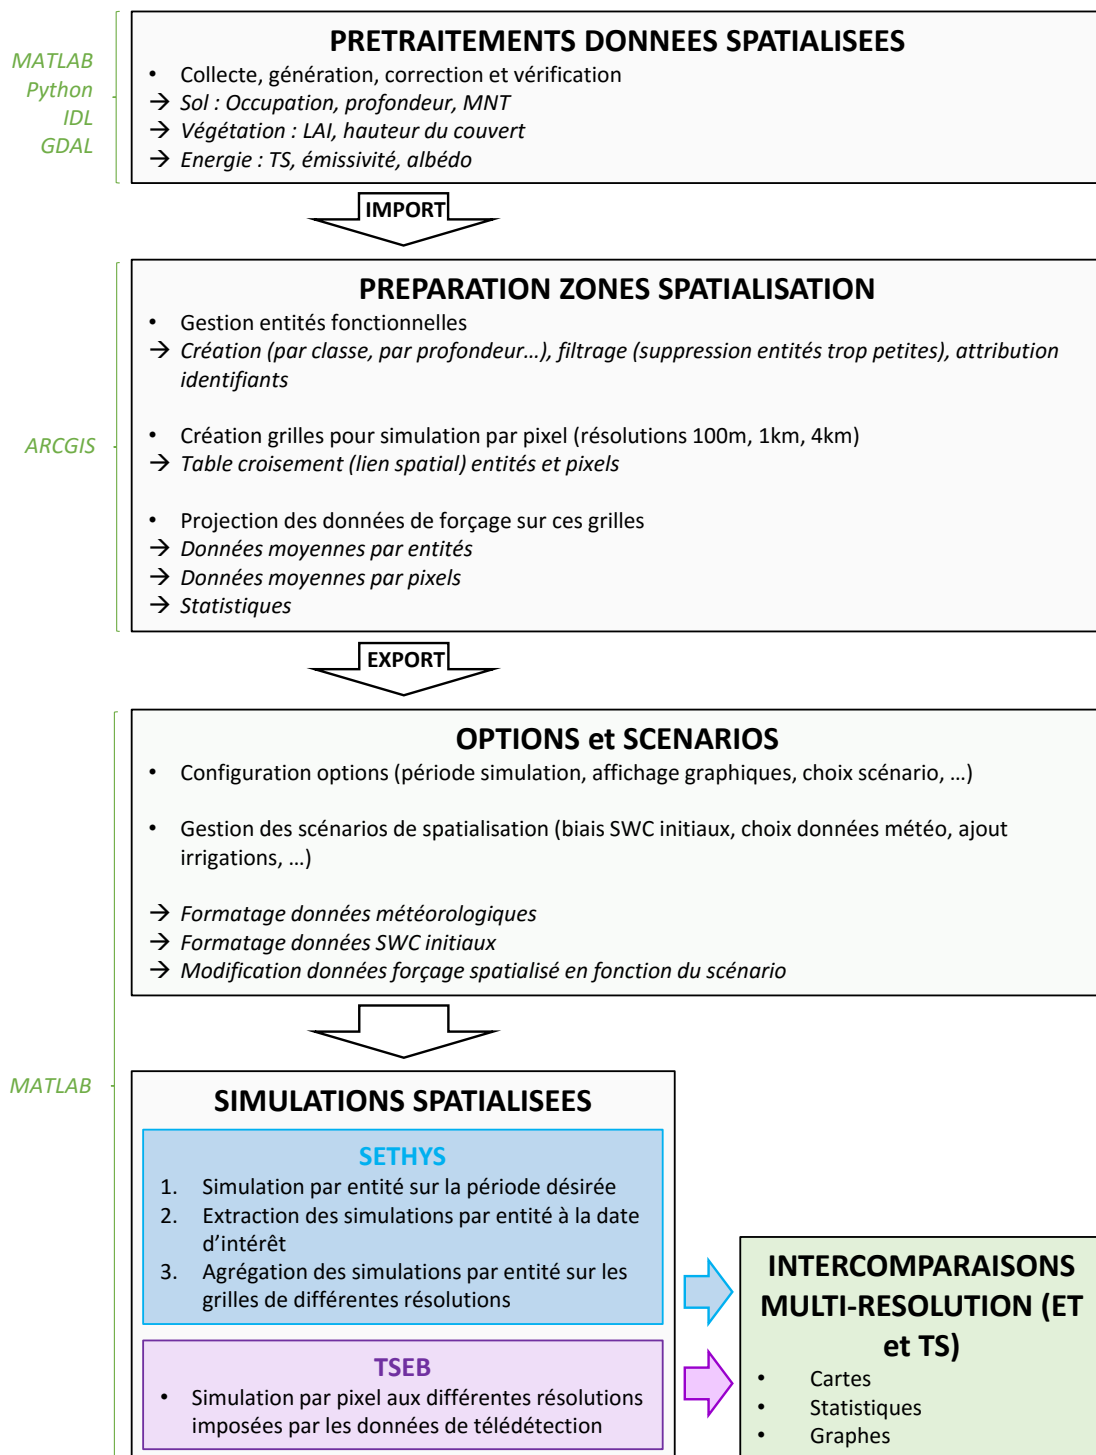 PRETRAITEMENTS DONNEES SPATIALISEES
MATLAB
Python
IDL
GDAL
• Collecte, génération, correction et vérification
→ Sol : Occupation, profondeur, MNT
→ Végétation : LAI, hauteur du couvert
→ Energie : TS, émissivité, albédo
IMPORT
PREPARATION ZONES SPATIALISATION
• Gestion entités fonctionnelles
→ Création (par classe, par profondeur...), filtrage (suppression entités trop petites), attribution
identifiants
ARCGIS
• Création grilles pour simulation par pixel (résolutions 100m, 1km, 4km)
→ Table croisement (lien spatial) entités et pixels
• Projection des données de forçage sur ces grilles
→ Données moyennes par entités
→ Données moyennes par pixels
→ Statistiques
EXPORT
OPTIONS et SCENARIOS
• Configuration options (période simulation, affichage graphiques, choix scénario, ...)
• Gestion des scénarios de spatialisation (biais SWC initiaux, choix données météo, ajout
irrigations, ...)
→ Formatage données météorologiques
→ Formatage données SWC initiaux
→ Modification données forçage spatialisé en fonction du scénario
MATLAB
SIMULATIONS SPATIALISEES
SETHYS
1. Simulation par entité sur la période désirée
2. Extraction des simulations par entité à la date
d'intérêt
3. Agrégation des simulations par entité sur les
grilles de différentes résolutions
TSEB
• Simulation par pixel aux différentes résolutions
imposées par les données de télédétection
INTERCOMPARAISONS
MULTI-RESOLUTION (ET
et TS)
• Cartes
• Statistiques
• Graphes